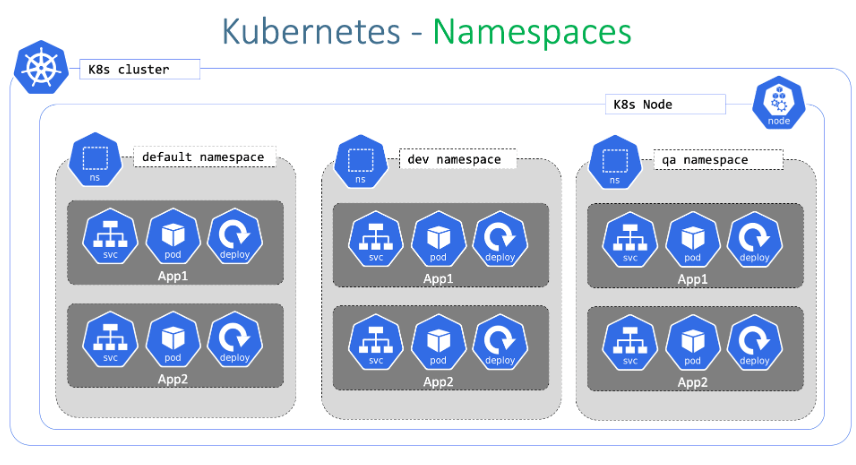 Kubernetes - Namespaces
K8s cluster
K8s Node
node
default namespace
ns
svc
pod
deploy
App1
svc
pod
deploy
App2
dev namespace
ns
svc
pod
deploy
App1
svc
pod
deploy
App2
qa namespace
ns
svc
pod
deploy
App1
svc
pod
deploy
App2